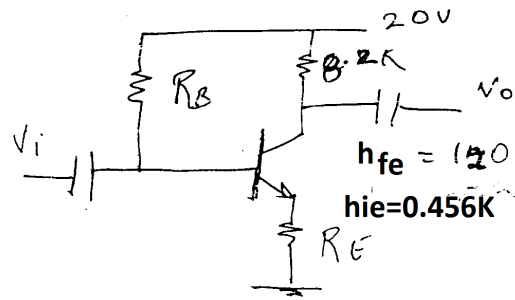 20V
8.2K
RB
Vo
Vi
hfe = 120
hie=0.456K
RE